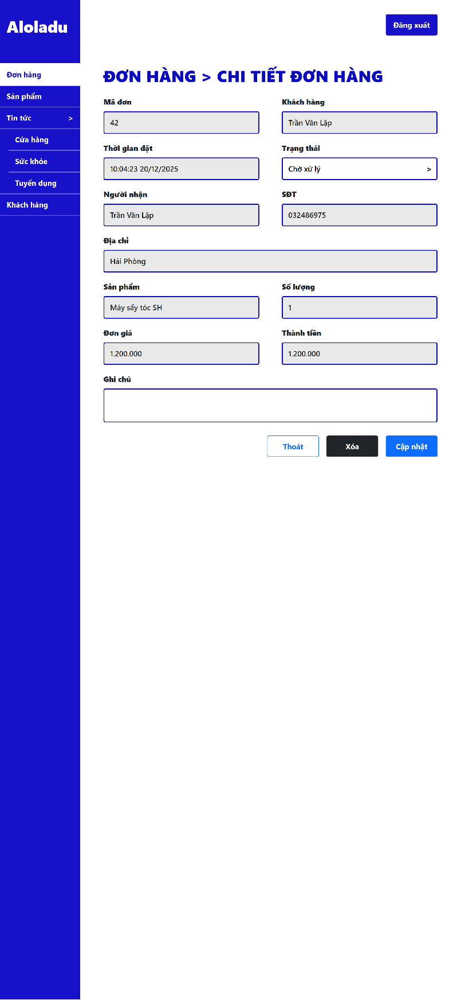 Aloladu
Đăng xuất
Đơn hàng
Sản phẩm
Tin tức >
Cửa hàng
Sức khỏe
Tuyển dụng
Khách hàng
ĐƠN HÀNG > CHI TIẾT ĐƠN HÀNG
Mã đơn
Khách hàng
42
Trần Văn Lập
Thời gian đặt
Trạng thái
10:04:23 20/12/2025
Chờ xử lý >
Người nhận
SĐT
Trần Văn Lập
032486975
Địa chỉ
Hải Phòng
Sản phẩm
Số lượng
Máy sấy tóc SH
1
Đơn giá
Thành tiền
1.200.000
1.200.000
Ghi chú
Thoát
Xóa
Cập nhật